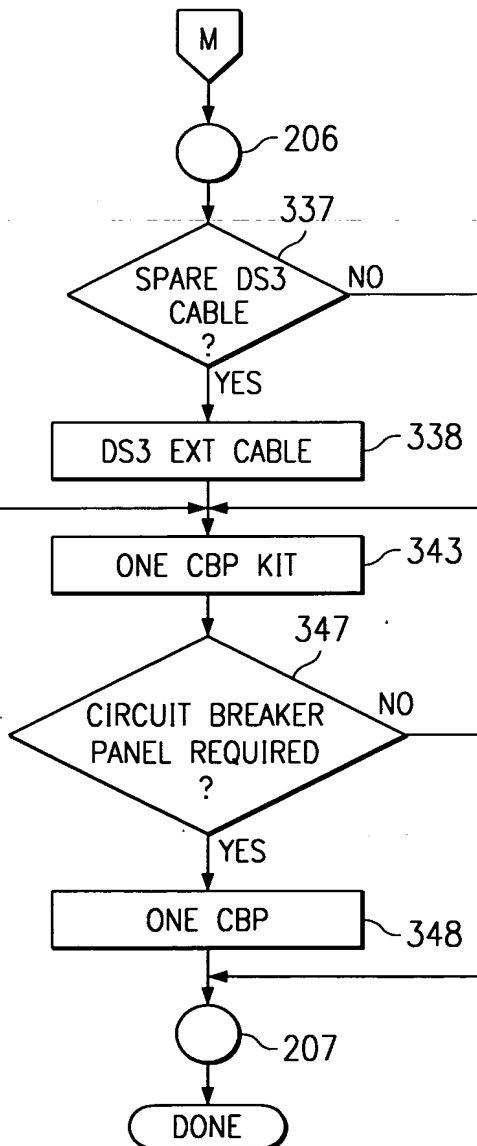 M
206
337
SPARE DS3
CABLE
?
NO
YES
DS3 EXT CABLE
338
ONE CBP KIT
343
347
CIRCUIT BREAKER
PANEL REQUIRED
?
NO
YES
ONE CBP
348
207
DONE